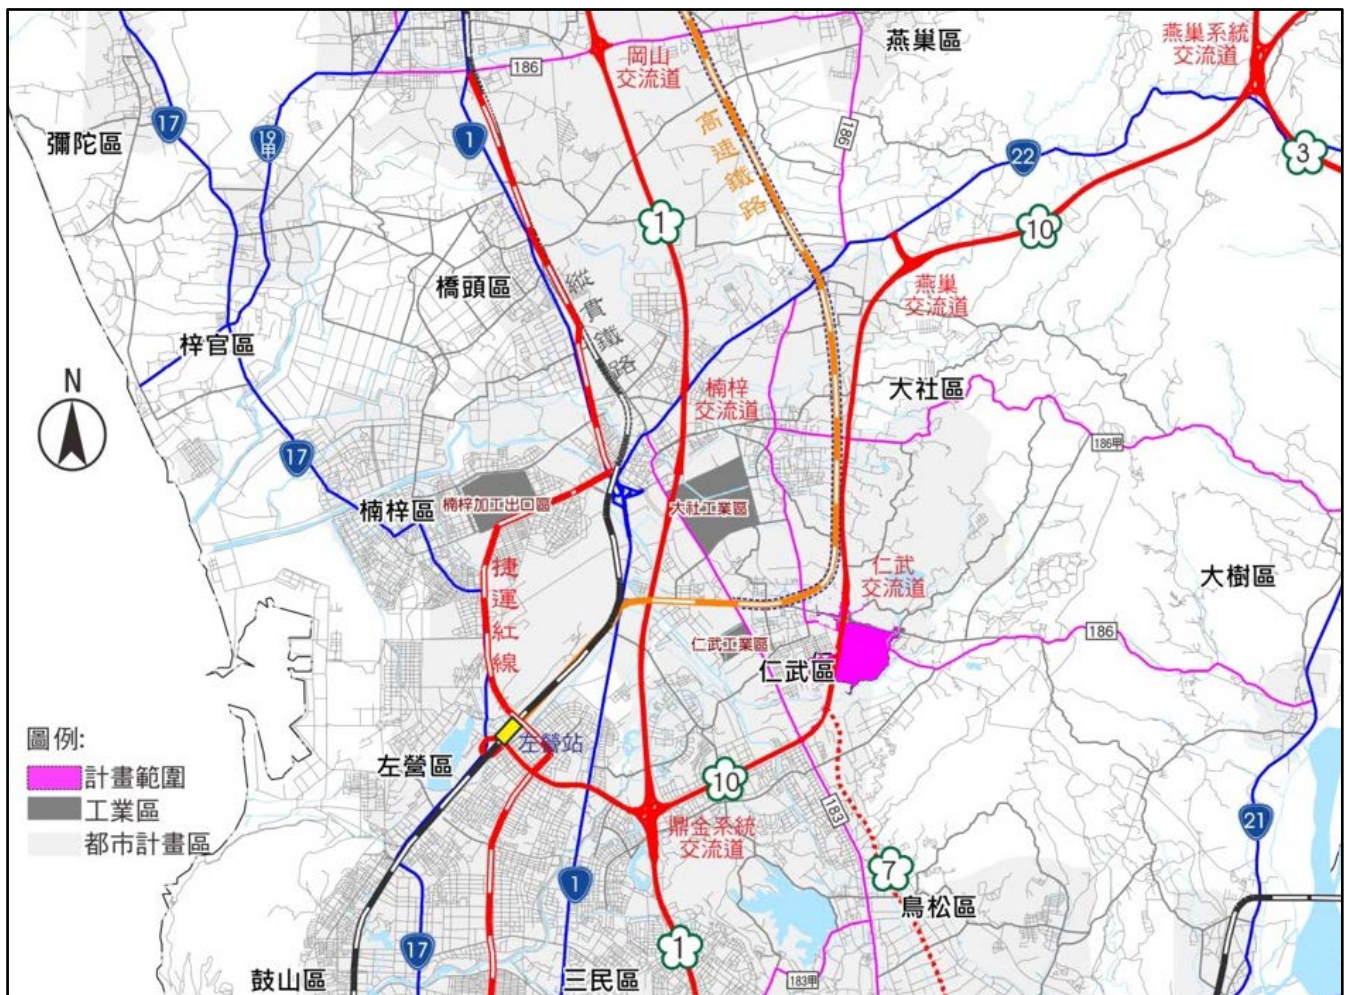 燕巢區
燕巢系統
交流道
岡山
交流道
186
17
19
甲
1
高速鐵路
186
22
3
彌陀區
1
10
橋頭區
縱貫鐵路
燕巢
交流道
梓官區
N
楠梓
交流道
大社區
186甲
17
楠梓區
楠梓加工出口區
大社工業區
捷運紅線
仁武
交流道
大樹區
186
仁武工業區
仁武區
圖例:
計畫範圍
工業區
都市計畫區
左營站
左營區
10
183
鼎金系統
交流道
21
7
鳥松區
1
17
1
鼓山區
三民區
183甲